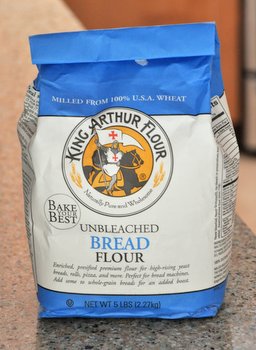 MILLED FROM 100% U.S.A. WHEAT
KING ARTHUR FLOUR
Naturally Pure and Wholesome
BAKE
YOUR
BEST
UNBLEACHED
BREAD
FLOUR
Enriched, presifted premium flour for high-rising yeast
breads, rolls, pizza, and more. Perfect for bread machines.
Add some to whole-grain breads for an added boost.
NET WT 5 LBS (2.27kg)